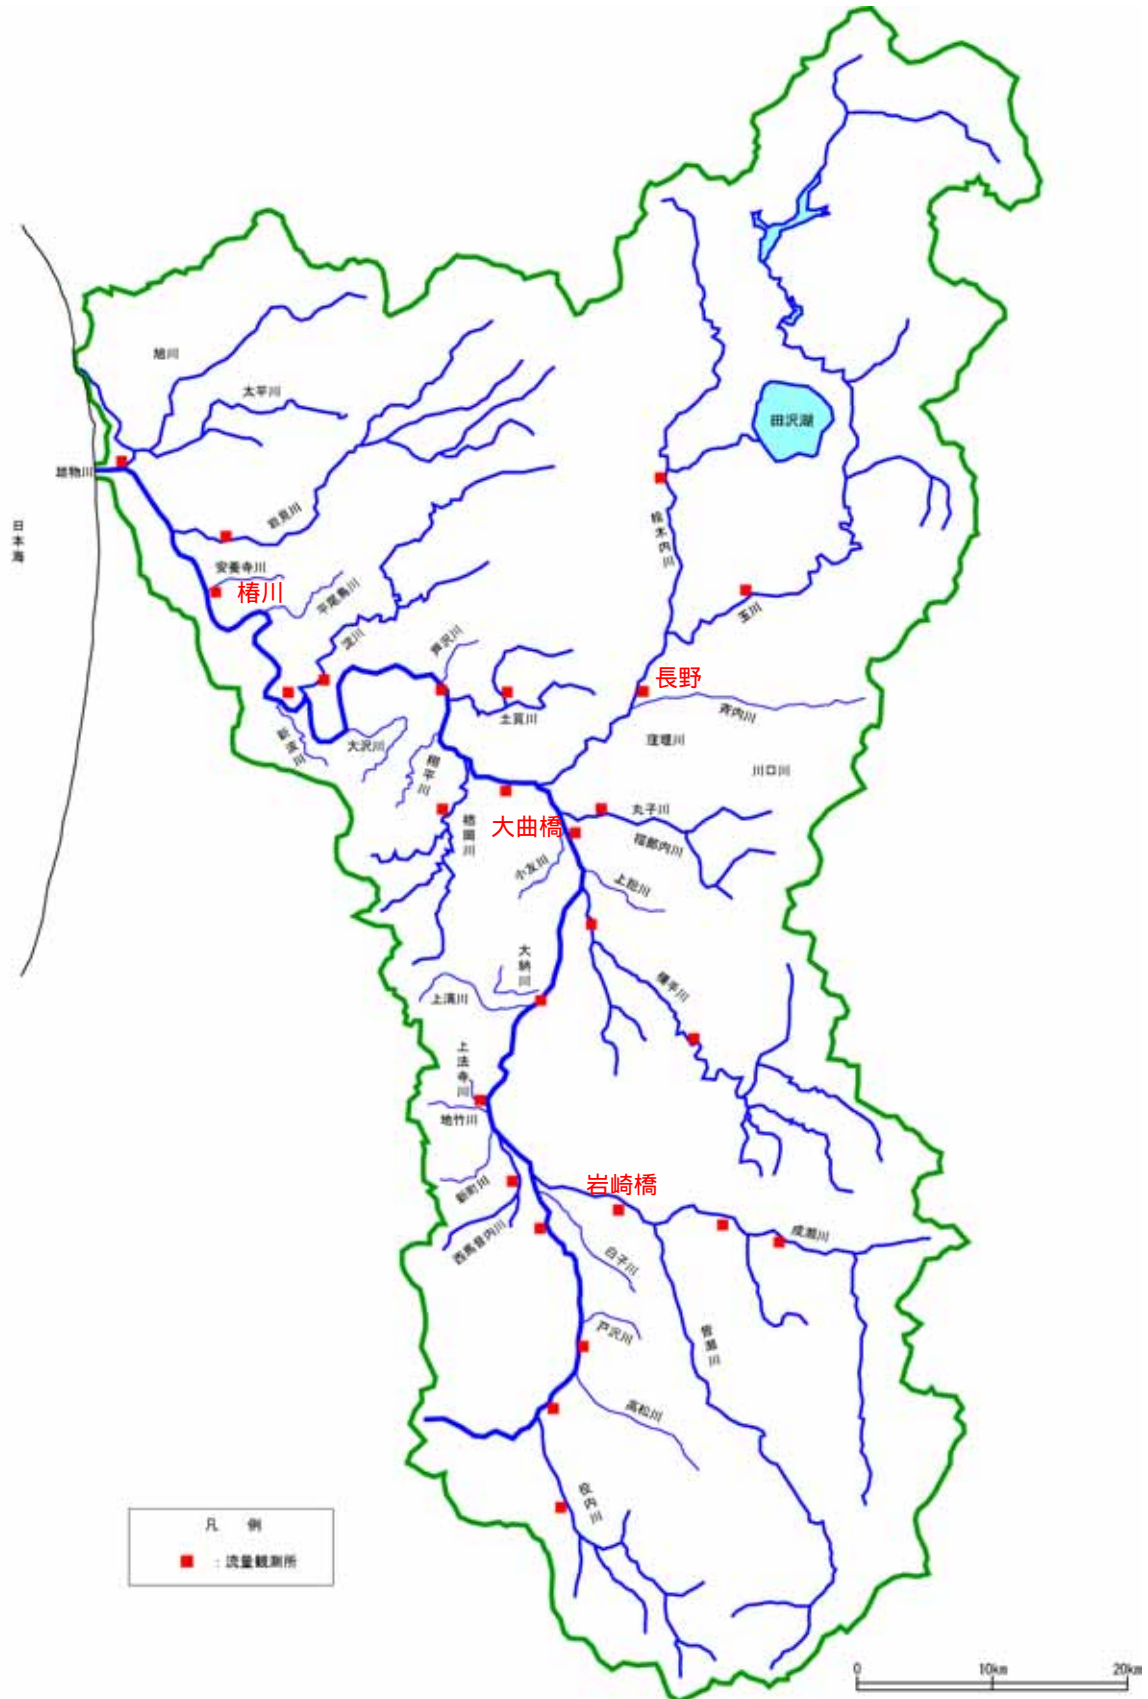 旭川
太平川
雄物川
岩見川
日本海
安養寺川
椿川
平尾鳥川
淀川
芦沢川
桧木内川
田沢湖
玉川
長野
斉内川
土買川
新波川
大沢川
楢岡川
窪堰川
川口川
大曲橋
丸子川
福部内川
小友川
上総川
大納川
上溝川
横手川
上法寺川
地竹川
新町川
西馬音内川
岩崎橋
白子川
成瀬川
戸沢川
皆瀬川
高松川
役内川
凡 例
:流量観測所
0
10km
20km